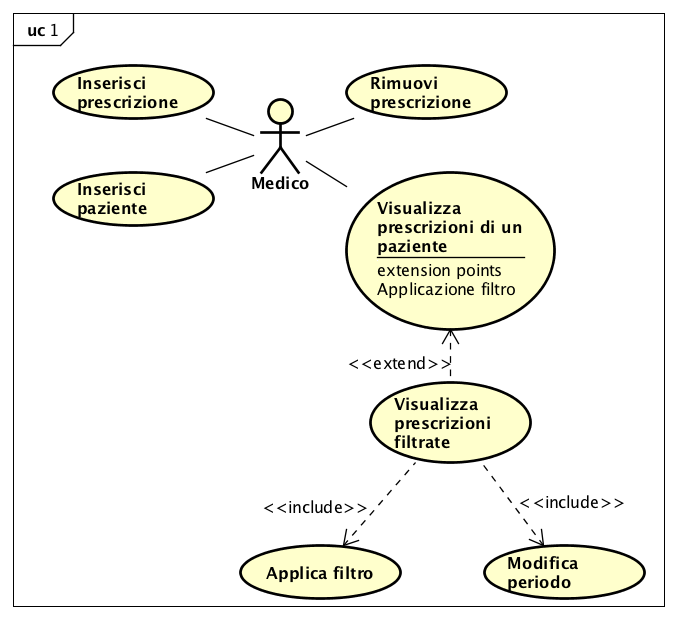 uc 1
Inserisci
prescrizione
Rimuovi
prescrizione
Medico
Inserisci
paziente
Visualizza
prescrizioni di un
paziente
extension points
Applicazione filtro
<<extend>>
Visualizza
prescrizioni
filtrate
<<include>>
<<include>>
Applica filtro
Modifica
periodo